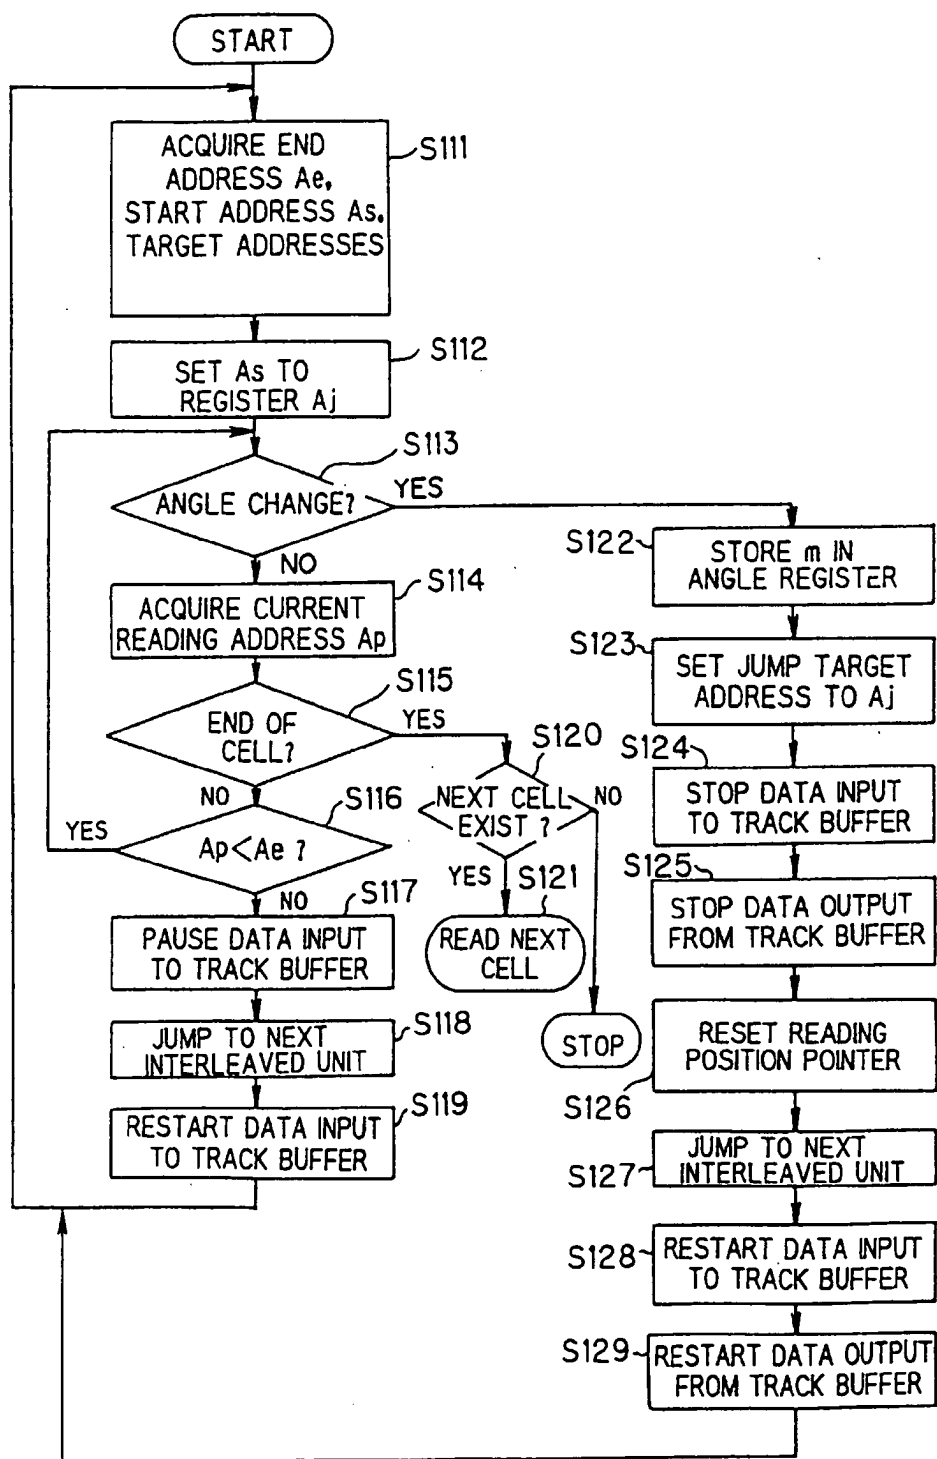 START
ACQUIRE END
ADDRESS Ae,
START ADDRESS As.
TARGET ADDRESSES
S111
SET As TO
REGISTER Aj
S112
S113
ANGLE CHANGE?
YES
NO
S114
ACQUIRE CURRENT
READING ADDRESS Ap
S115
END OF
CELL?
YES
NO
S116
Ap<Ae ?
YES
NO
S117
PAUSE DATA INPUT
TO TRACK BUFFER
S118
JUMP TO NEXT
INTERLEAVED UNIT
S119
RESTART DATA INPUT
TO TRACK BUFFER
S120
NEXT CELL
EXIST ?
NO
YES
S121
READ NEXT
CELL
STOP
S122
STORE m IN
ANGLE REGISTER
S123
SET JUMP TARGET
ADDRESS TO Aj
S124
STOP DATA INPUT
TO TRACK BUFFER
S125
STOP DATA OUTPUT
FROM TRACK BUFFER
RESET READING
POSITION POINTER
S126
JUMP TO NEXT
INTERLEAVED UNIT
S127
S128
RESTART DATA INPUT
TO TRACK BUFFER
S129
RESTART DATA OUTPUT
FROM TRACK BUFFER